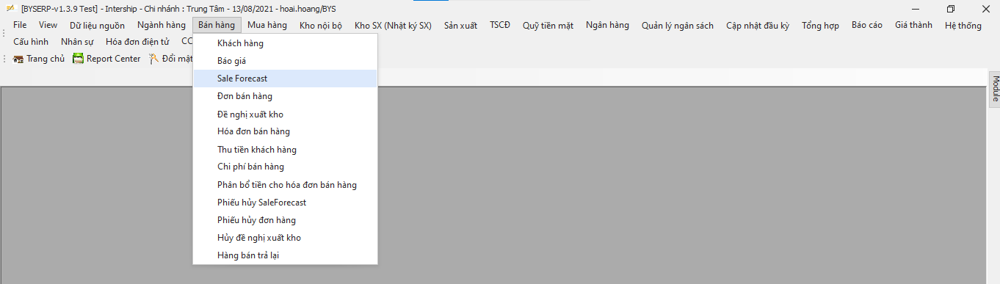 [BYSERP-v1.3.9 Test] - Intership - Chi nhánh : Trung Tâm - 13/08/2021 - hoai.hoang/BYS
File View Dữ liệu nguồn Ngành hàng Bán hàng Mua hàng Kho nội bộ Kho SX (Nhật ký SX) Sản xuất TSCĐ Quỹ tiền mặt Ngân hàng Quản lý ngân sách Cập nhật đầu kỳ Tổng hợp Báo cáo Giá thành Hệ thống
Cấu hình Nhân sự Hóa đơn điện tử
Trang chủ Report Center Đổi mật
Khách hàng
Báo giá
Sale Forecast
Đơn bán hàng
Đề nghị xuất kho
Hóa đơn bán hàng
Thu tiền khách hàng
Chi phí bán hàng
Phân bổ tiền cho hóa đơn bán hàng
Phiếu hủy SaleForecast
Phiếu hủy đơn hàng
Hủy đề nghị xuất kho
Hàng bán trả lại
Module